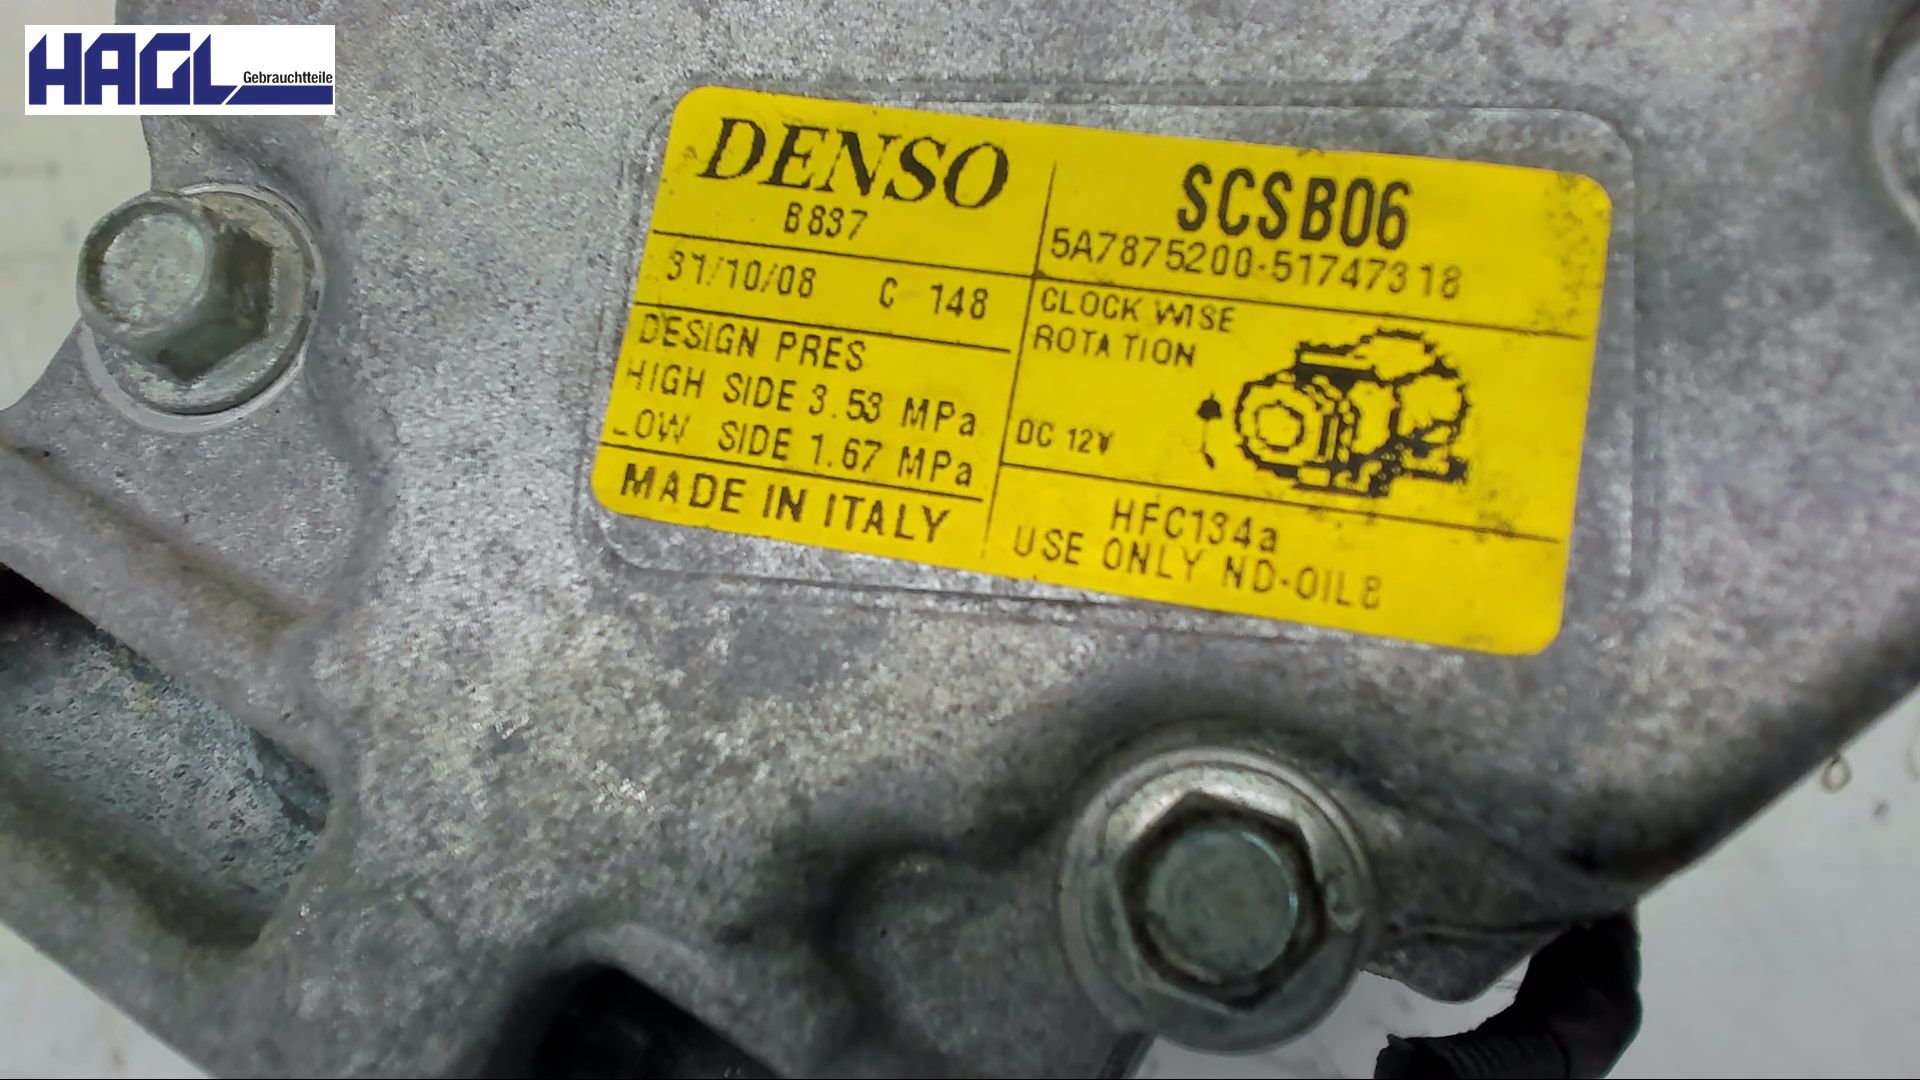 HAGL
Gebrauchtteile
DENSO
B837
31/10/08 C 148
DESIGN PRES
HIGH SIDE 3.53 MPa
LOW SIDE 1.67 MPa
MADE IN ITALY
SCSB06
5A7875200-51747318
CLOCK WISE
ROTATION
DC 12V
HFC134a
USE ONLY ND-OIL8